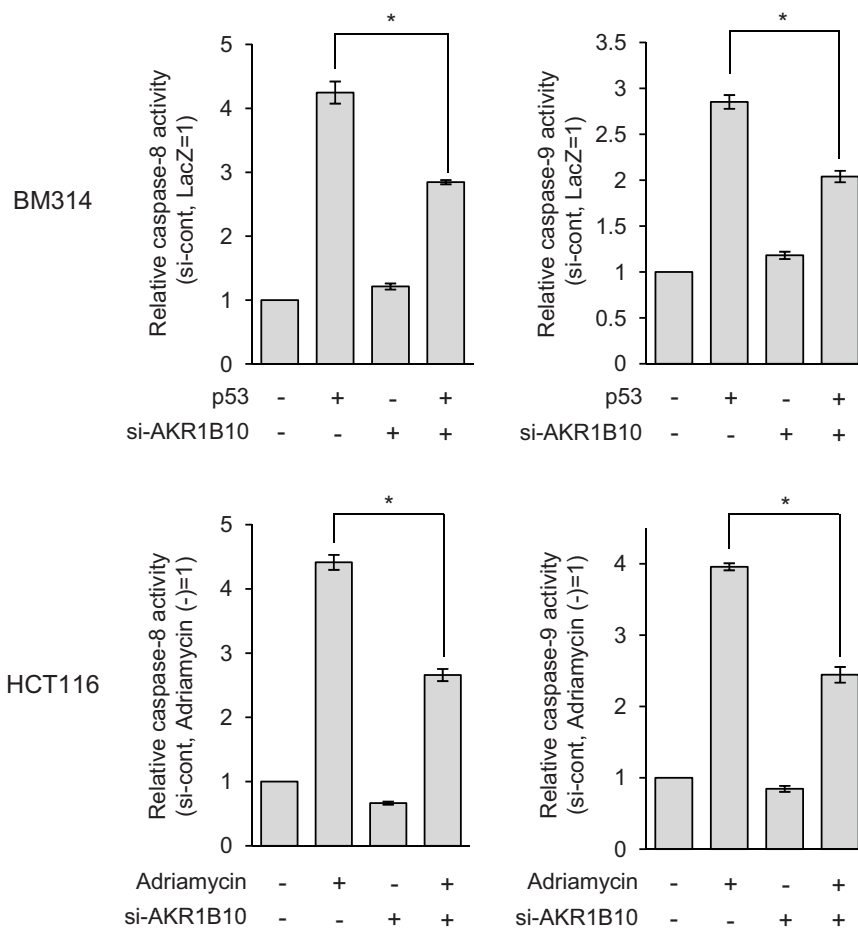 BM314
Relative caspase-8 activity
(si-cont, LacZ=1)
5
4
3
2
1
0
*
p53 - + - +
si-AKR1B10 - - + +
Relative caspase-9 activity
(si-cont, LacZ=1)
3.5
3
2.5
2
1.5
1
0.5
0
*
p53 - + - +
si-AKR1B10 - - + +
HCT116
Relative caspase-8 activity
(si-cont, Adriamycin (-)=1)
5
4
3
2
1
0
*
Adriamycin - + - +
si-AKR1B10 - - + +
Relative caspase-9 activity
(si-cont, Adriamycin (-)=1)
4
3
2
1
0
*
Adriamycin - + - +
si-AKR1B10 - - + +